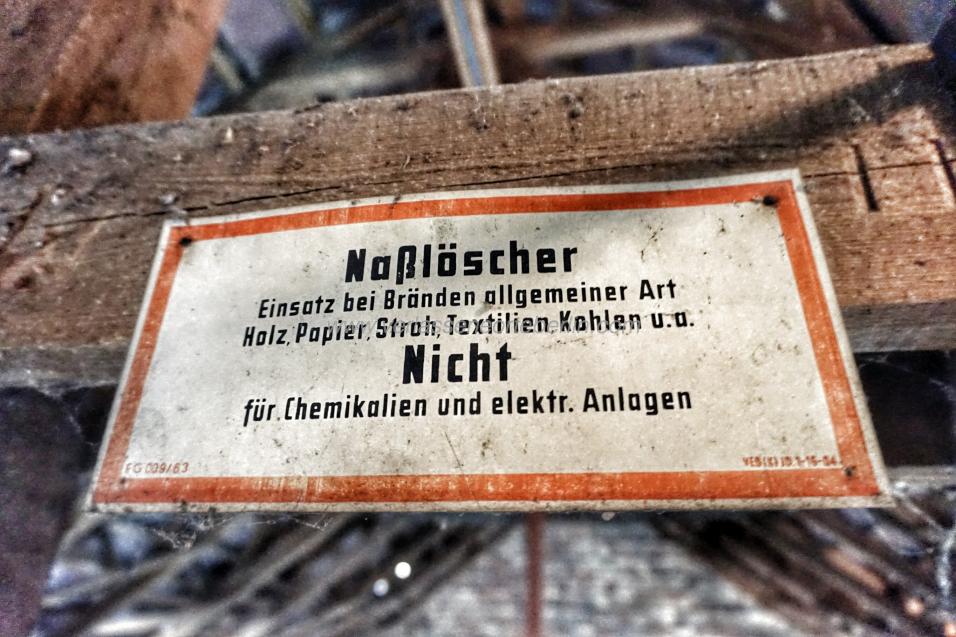 Naßlöscher
Einsatz bei Bränden allgemeiner Art
Holz, Papier, Stroh, Textilien, Kohlen u.a.
Nicht
für Chemikalien und elektr. Anlagen
FG 009/63